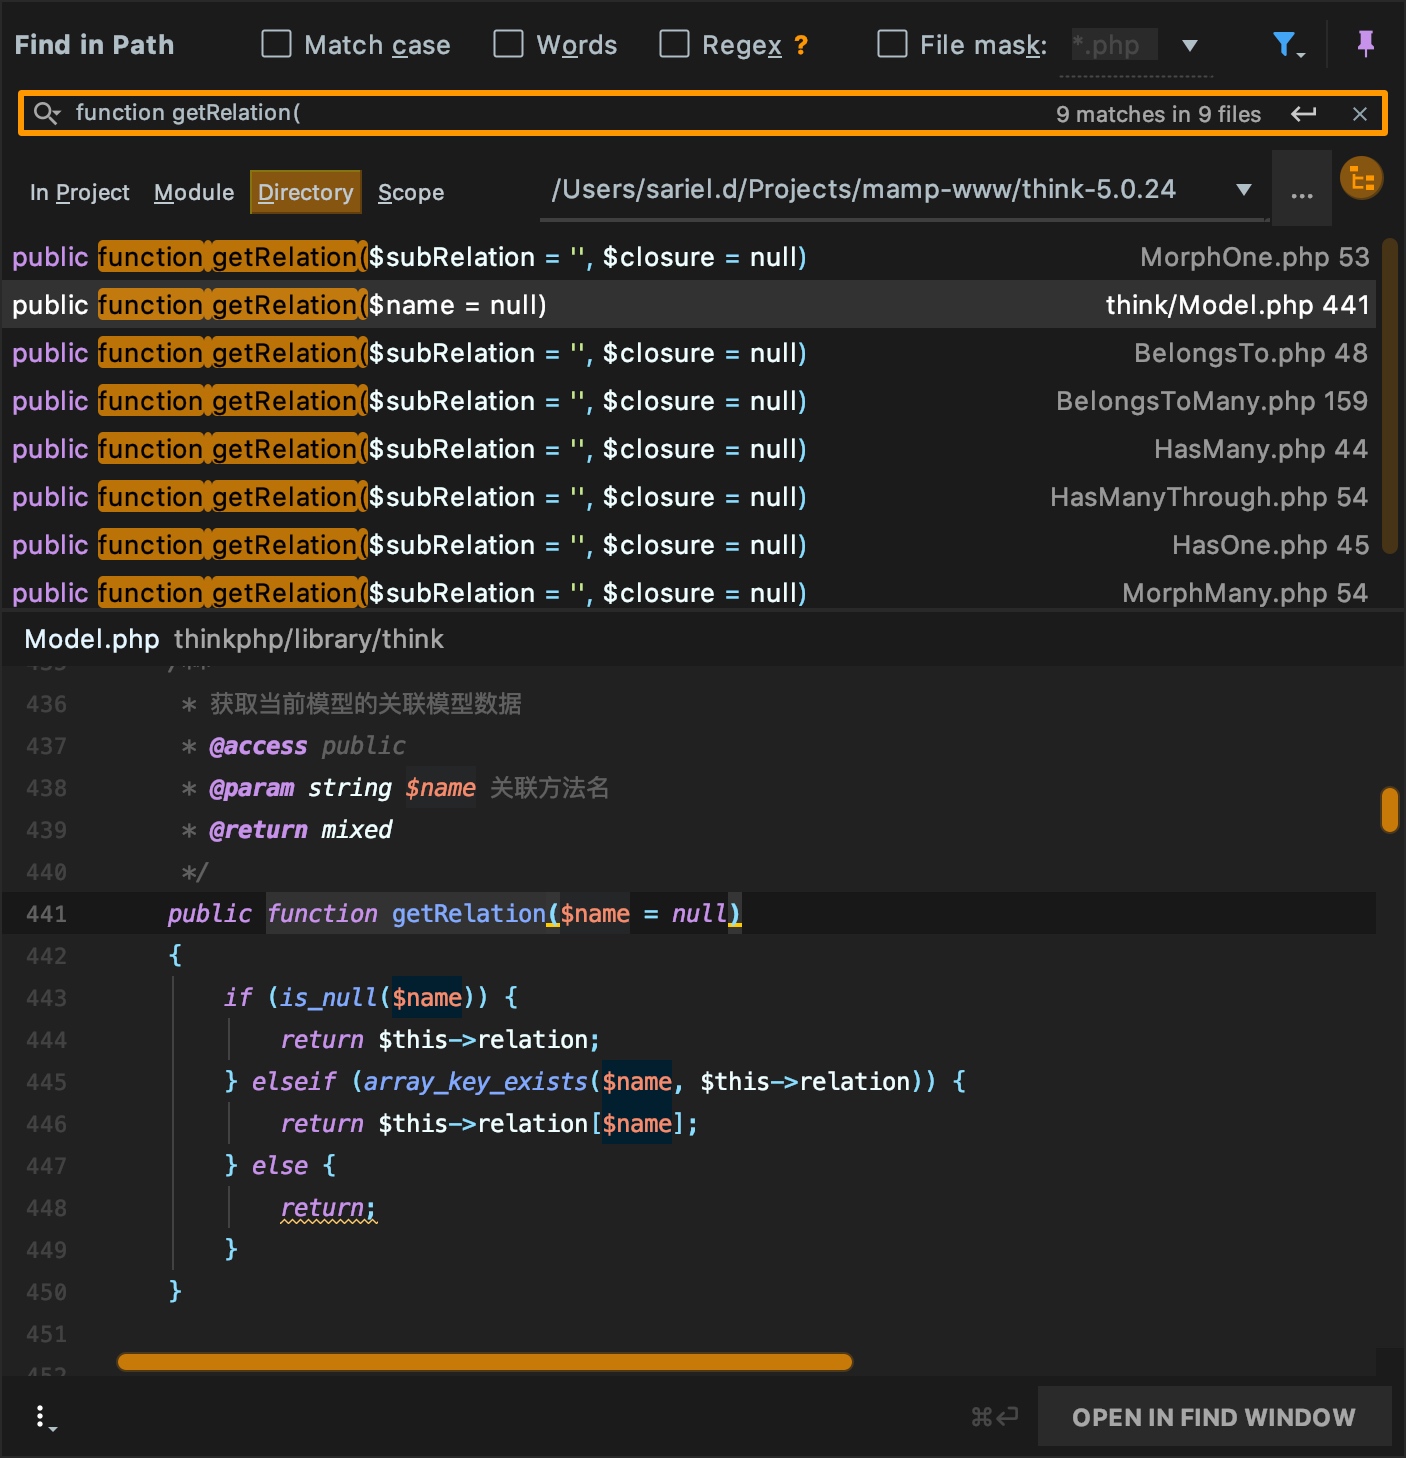 Find in Path Match case Words Regex ? File mask: *.php
function getRelation( 9 matches in 9 files
In Project Module Directory Scope /Users/sariel.d/Projects/mamp-www/think-5.0.24 ...
public function getRelation($subRelation = '', $closure = null) MorphOne.php 53
public function getRelation($name = null) think/Model.php 441
public function getRelation($subRelation = '', $closure = null) BelongsTo.php 48
public function getRelation($subRelation = '', $closure = null) BelongsToMany.php 159
public function getRelation($subRelation = '', $closure = null) HasMany.php 44
public function getRelation($subRelation = '', $closure = null) HasManyThrough.php 54
public function getRelation($subRelation = '', $closure = null) HasOne.php 45
public function getRelation($subRelation = '', $closure = null) MorphMany.php 54
Model.php thinkphp/library/think
435 /**
436 * 获取当前模型的关联模型数据
437 * @access public
438 * @param string $name 关联方法名
439 * @return mixed
440 */
441 public function getRelation($name = null)
442 {
443 if (is_null($name)) {
444 return $this->relation;
445 } elseif (array_key_exists($name, $this->relation)) {
446 return $this->relation[$name];
447 } else {
448 return;
449 }
450 }
451
452
⌘⏎ OPEN IN FIND WINDOW